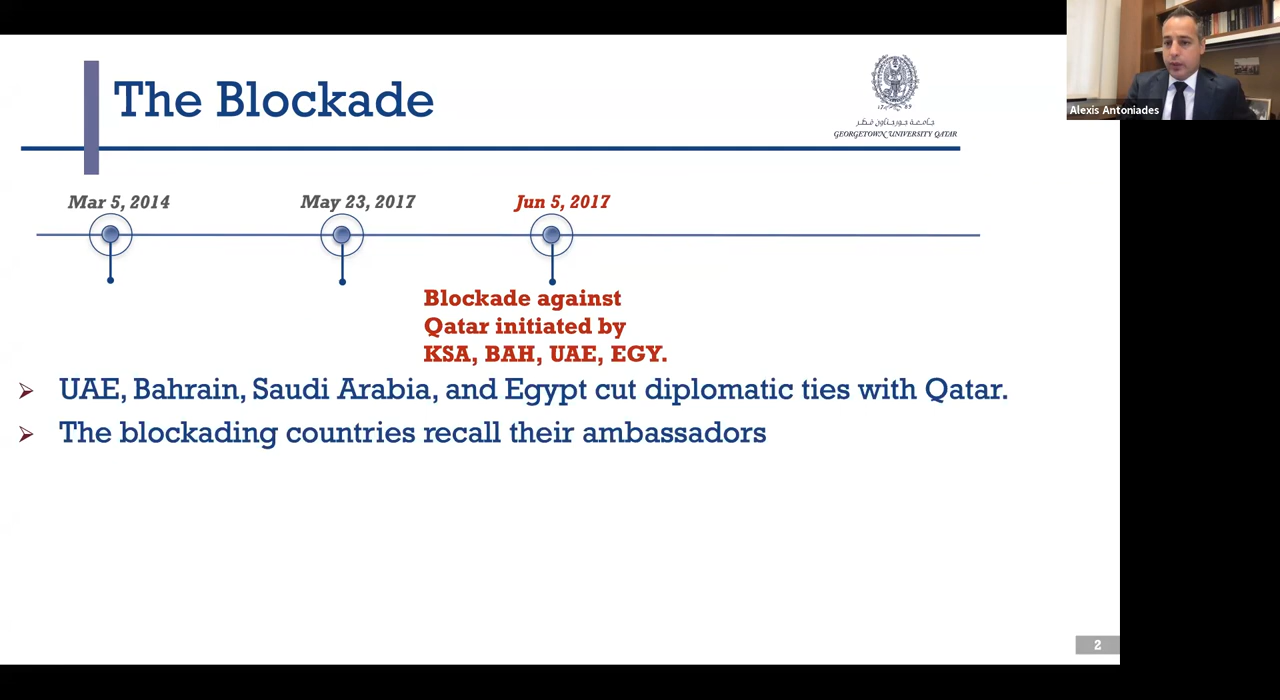 The Blockade
17 89
جامعة جورجتاون قطر
GEORGETOWN UNIVERSITY QATAR
Alexis Antoniades
Mar 5, 2014
May 23, 2017
Jun 5, 2017
Blockade against
Qatar initiated by
KSA, BAH, UAE, EGY.
UAE, Bahrain, Saudi Arabia, and Egypt cut diplomatic ties with Qatar.
The blockading countries recall their ambassadors
2